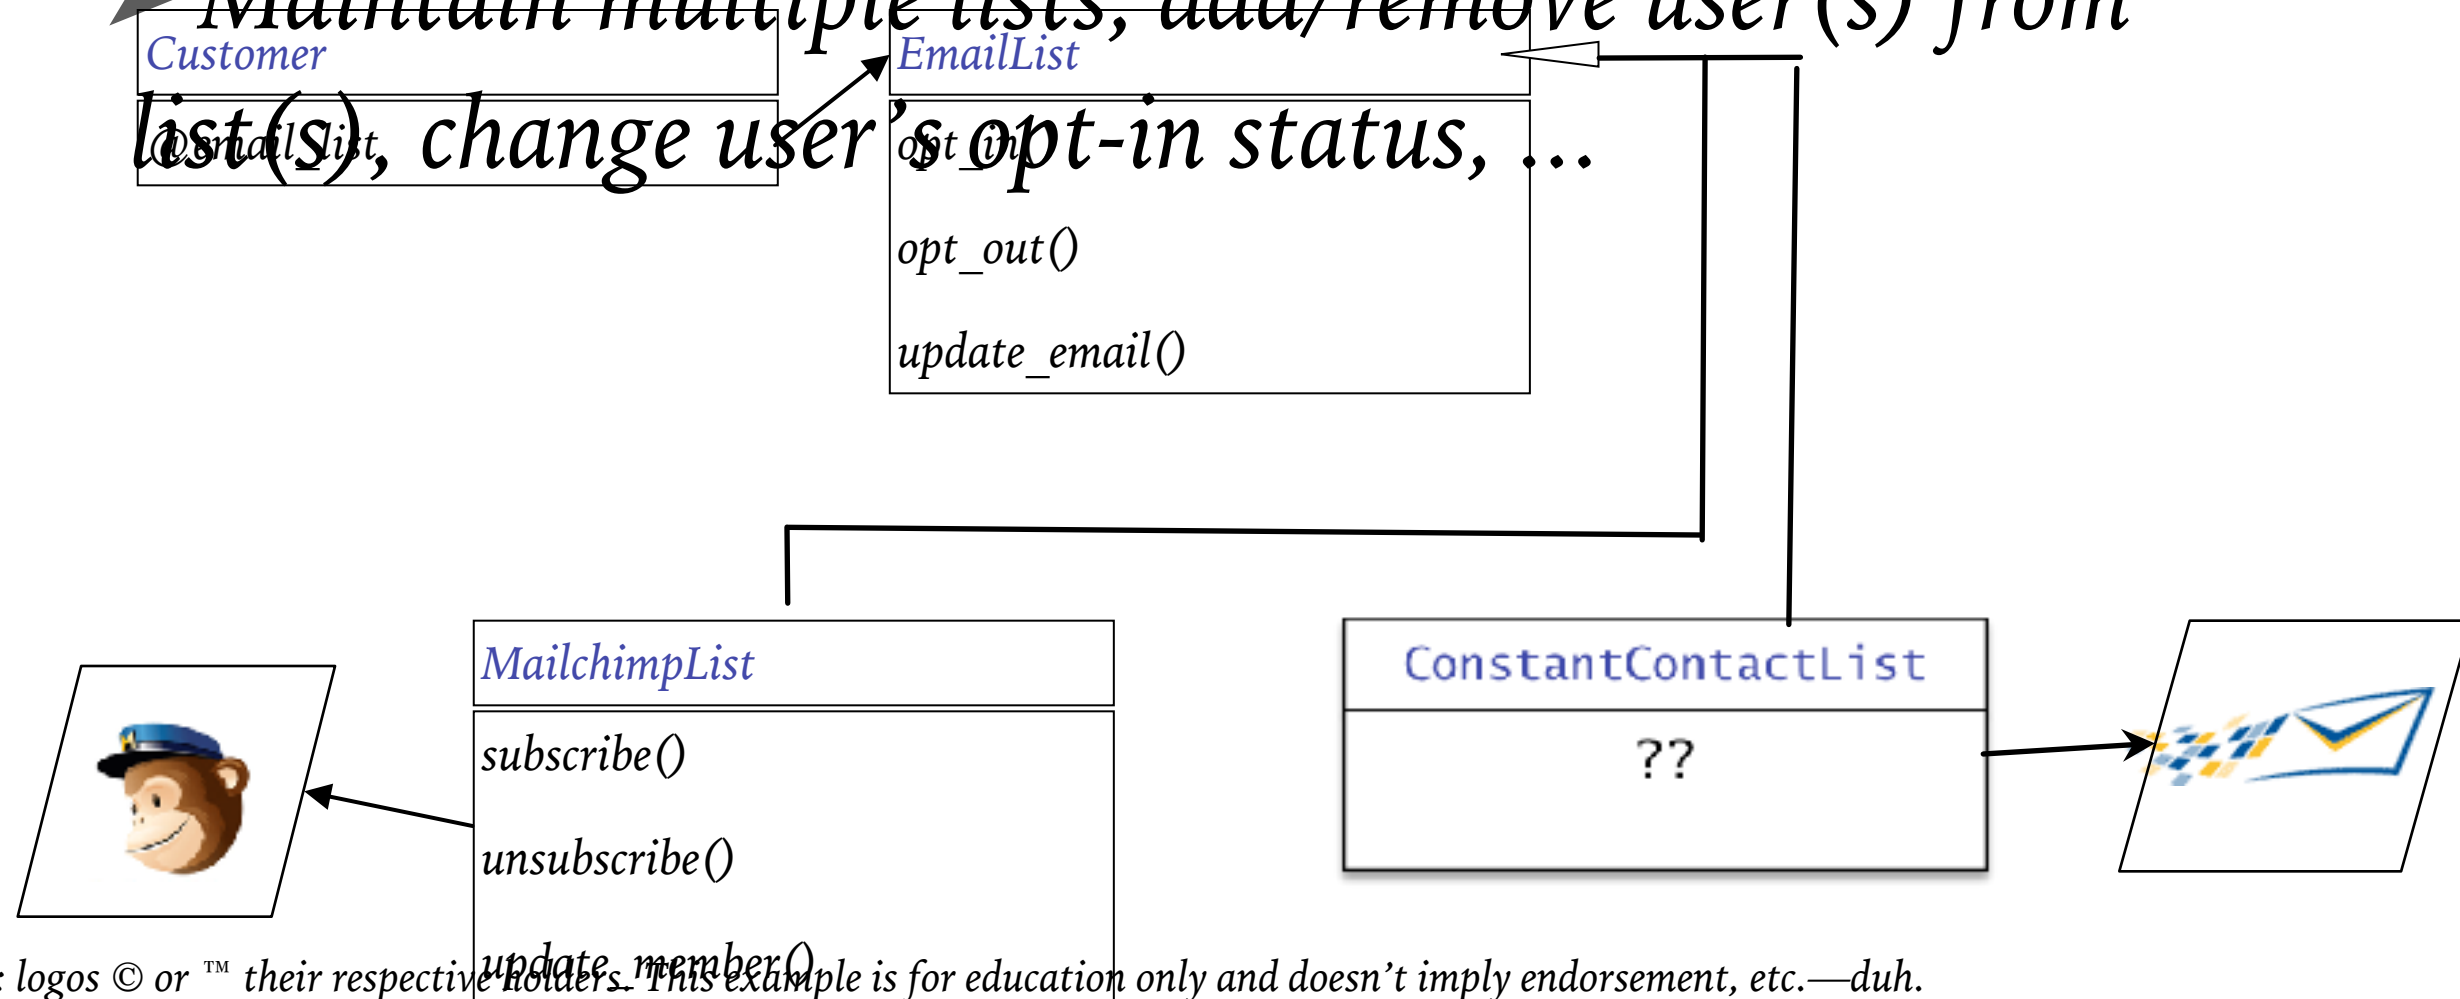 Maintain multiple lists, add/remove user(s) from
list(s), change user’s opt-in status, ...
Customer
@email_list
EmailList
opt_in()
opt_out()
update_email()
MailchimpList
subscribe()
unsubscribe()
update_member()
ConstantContactList
??
: logos © or ™ their respective holders. This example is for education only and doesn’t imply endorsement, etc.—duh.